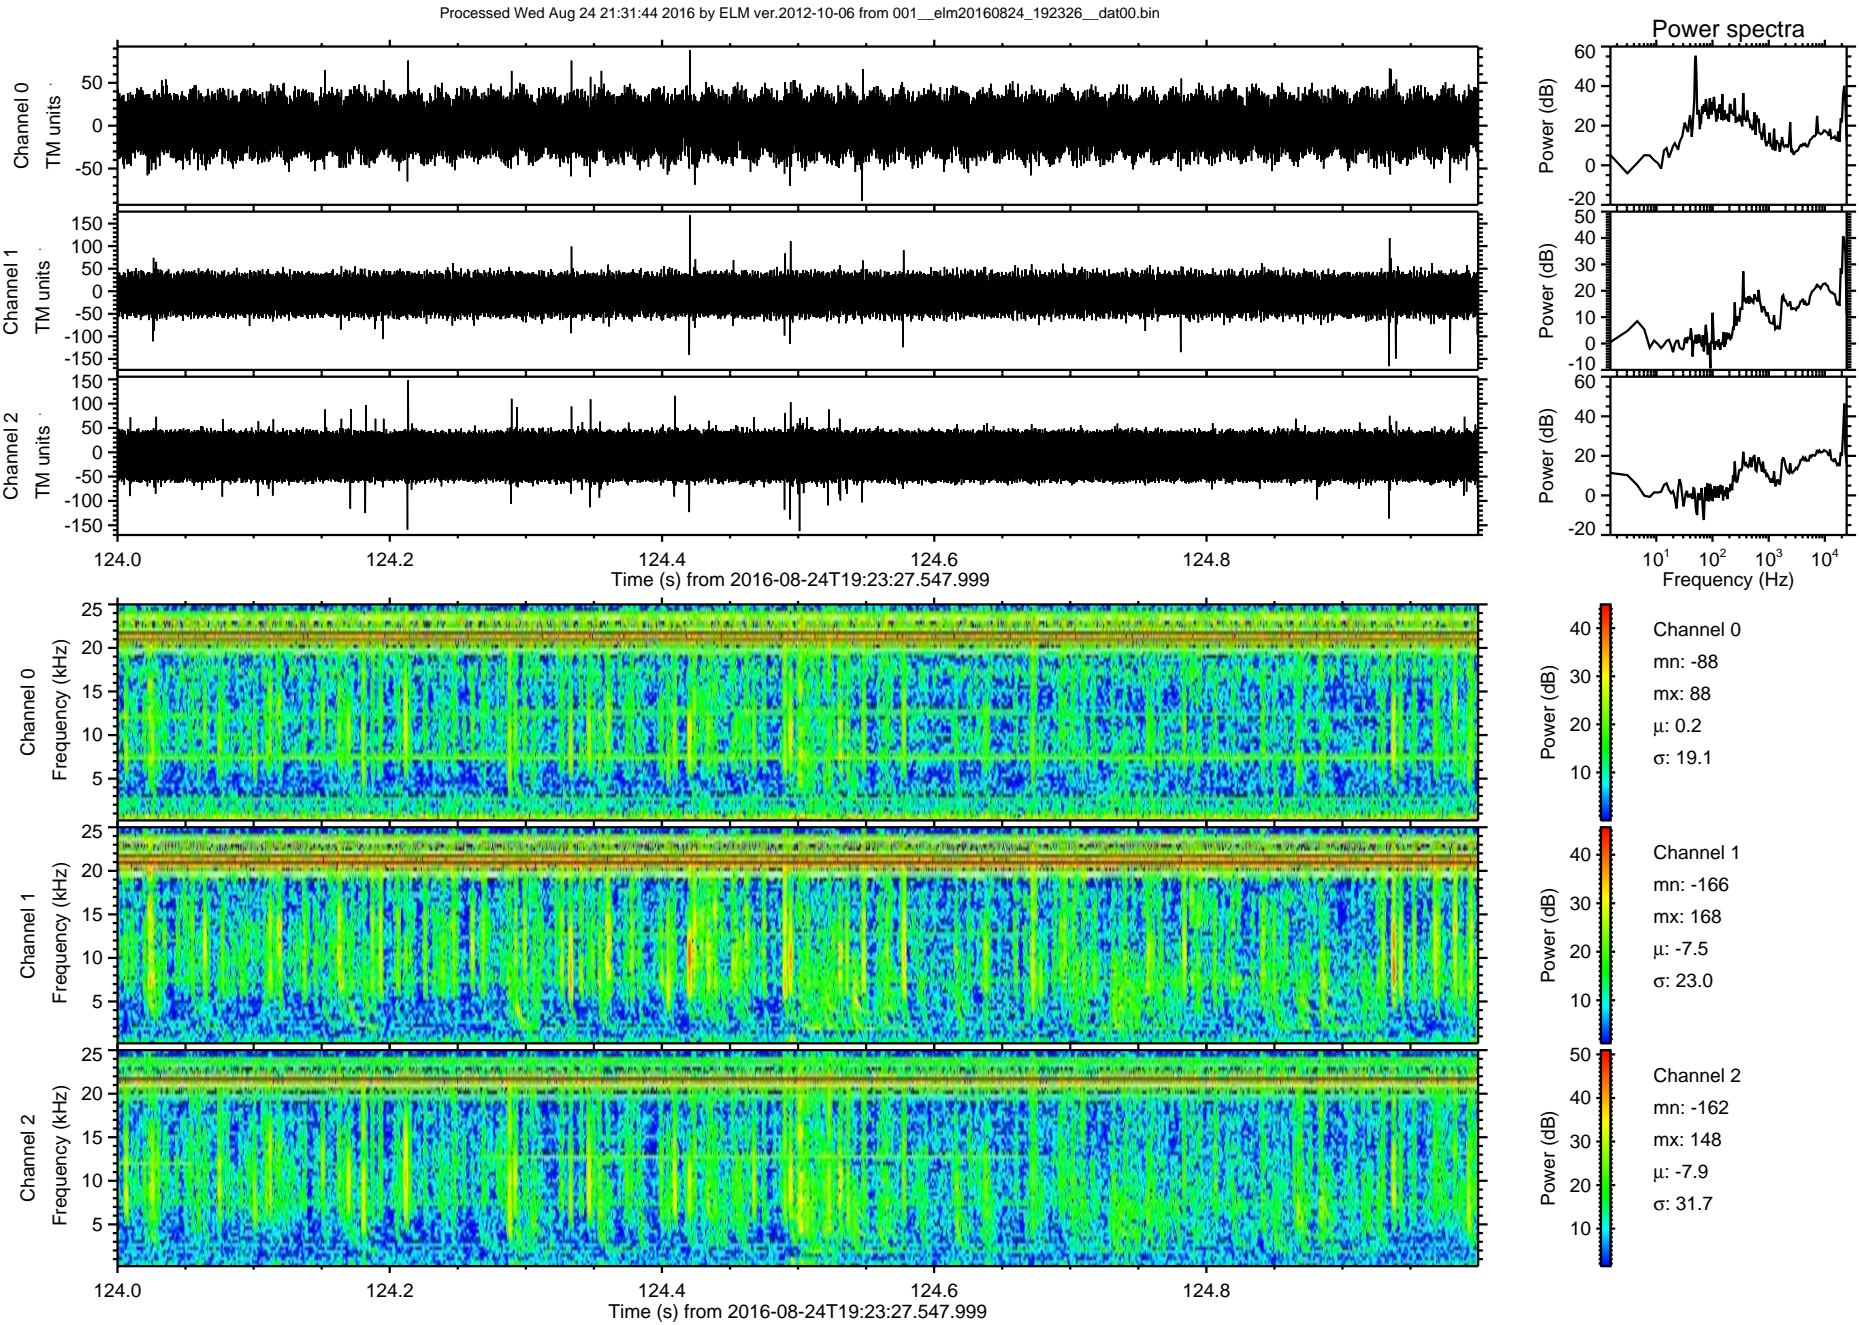 Processed Wed Aug 24 21:31:44 2016 by ELM ver.2012-10-06 from 001__elm20160824_192326__dat00.bin
Power spectra
Channel 0
TM units
50
0
-50
Power (dB)
60
40
20
0
-20
Channel 1
TM units
150
100
50
0
-50
-100
-150
Power (dB)
50
40
30
20
10
0
-10
Channel 2
TM units
150
100
50
0
-50
-100
-150
Power (dB)
60
40
20
0
-20
124.0 124.2 124.4 124.6 124.8
Time (s) from 2016-08-24T19:23:27.547.999
10¹ 10² 10³ 10⁴
Frequency (Hz)
Channel 0
Frequency (kHz)
25
20
15
10
5
Power (dB)
40
30
20
10
Channel 0
mn: -88
mx: 88
μ: 0.2
σ: 19.1
Channel 1
Frequency (kHz)
25
20
15
10
5
Power (dB)
40
30
20
10
Channel 1
mn: -166
mx: 168
μ: -7.5
σ: 23.0
Channel 2
Frequency (kHz)
25
20
15
10
5
Power (dB)
50
40
30
20
10
Channel 2
mn: -162
mx: 148
μ: -7.9
σ: 31.7
124.0 124.2 124.4 124.6 124.8
Time (s) from 2016-08-24T19:23:27.547.999